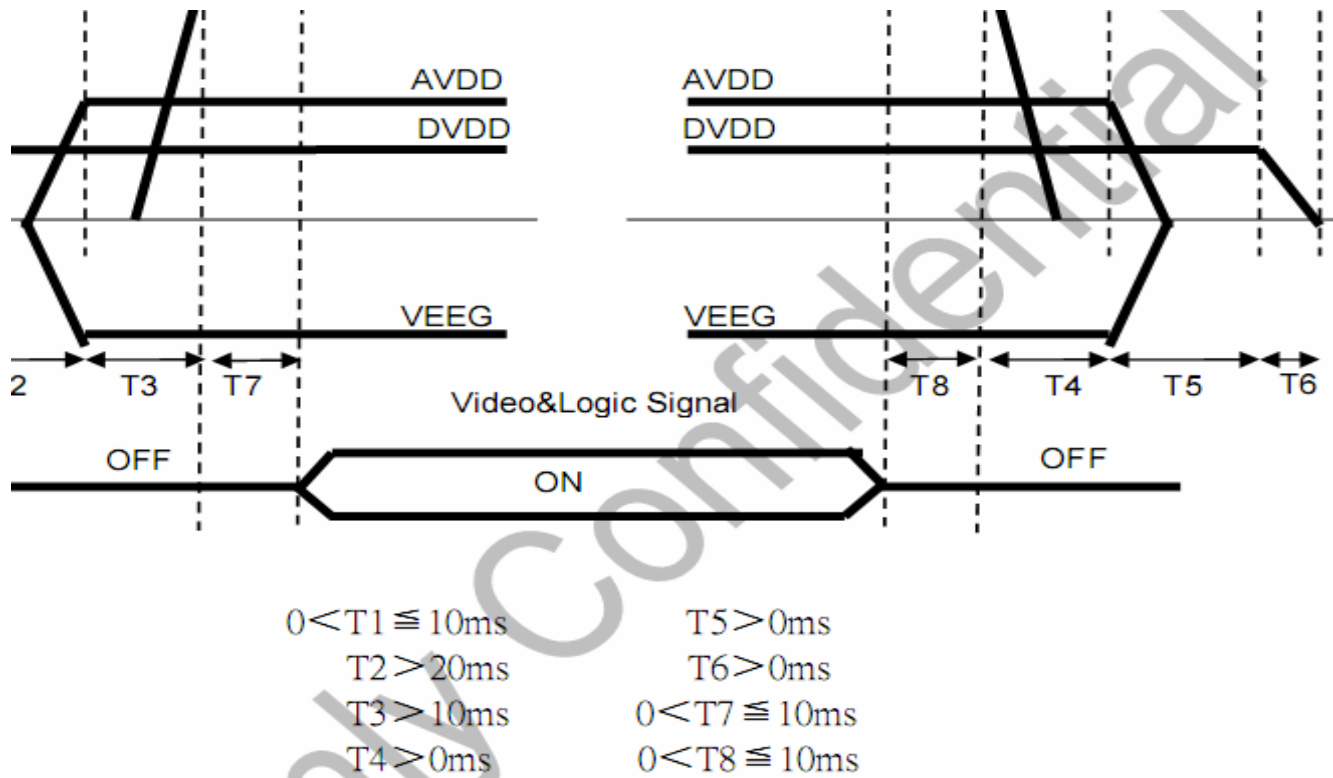 AVDD AVDD
DVDD DVDD
VEEG VEEG
2 T3 T7 T8 T4 T5 T6
Video&Logic Signal
OFF ON OFF
0<T1≦10ms T5>0ms
T2>20ms T6>0ms
T3>10ms 0<T7≦10ms
T4>0ms 0<T8≦10ms
nly Confidential